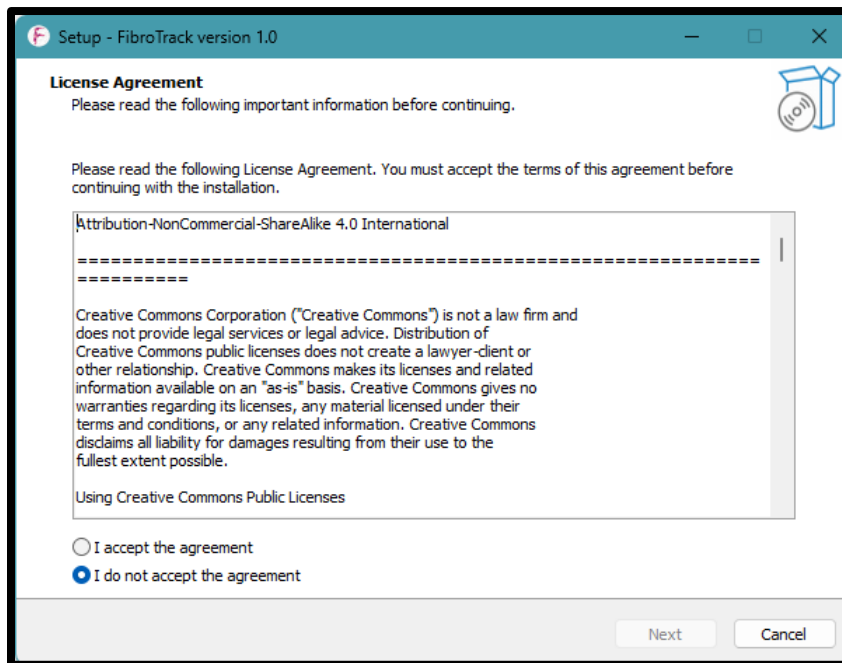 Setup - FibroTrack version 1.0
License Agreement
Please read the following important information before continuing.
Please read the following License Agreement. You must accept the terms of this agreement before
continuing with the installation.
Attribution-NonCommercial-ShareAlike 4.0 International
=============================================================
==========
Creative Commons Corporation ("Creative Commons") is not a law firm and
does not provide legal services or legal advice. Distribution of
Creative Commons public licenses does not create a lawyer-client or
other relationship. Creative Commons makes its licenses and related
information available on an "as-is" basis. Creative Commons gives no
warranties regarding its licenses, any material licensed under their
terms and conditions, or any related information. Creative Commons
disclaims all liability for damages resulting from their use to the
fullest extent possible.
Using Creative Commons Public Licenses
I accept the agreement
I do not accept the agreement
Next
Cancel